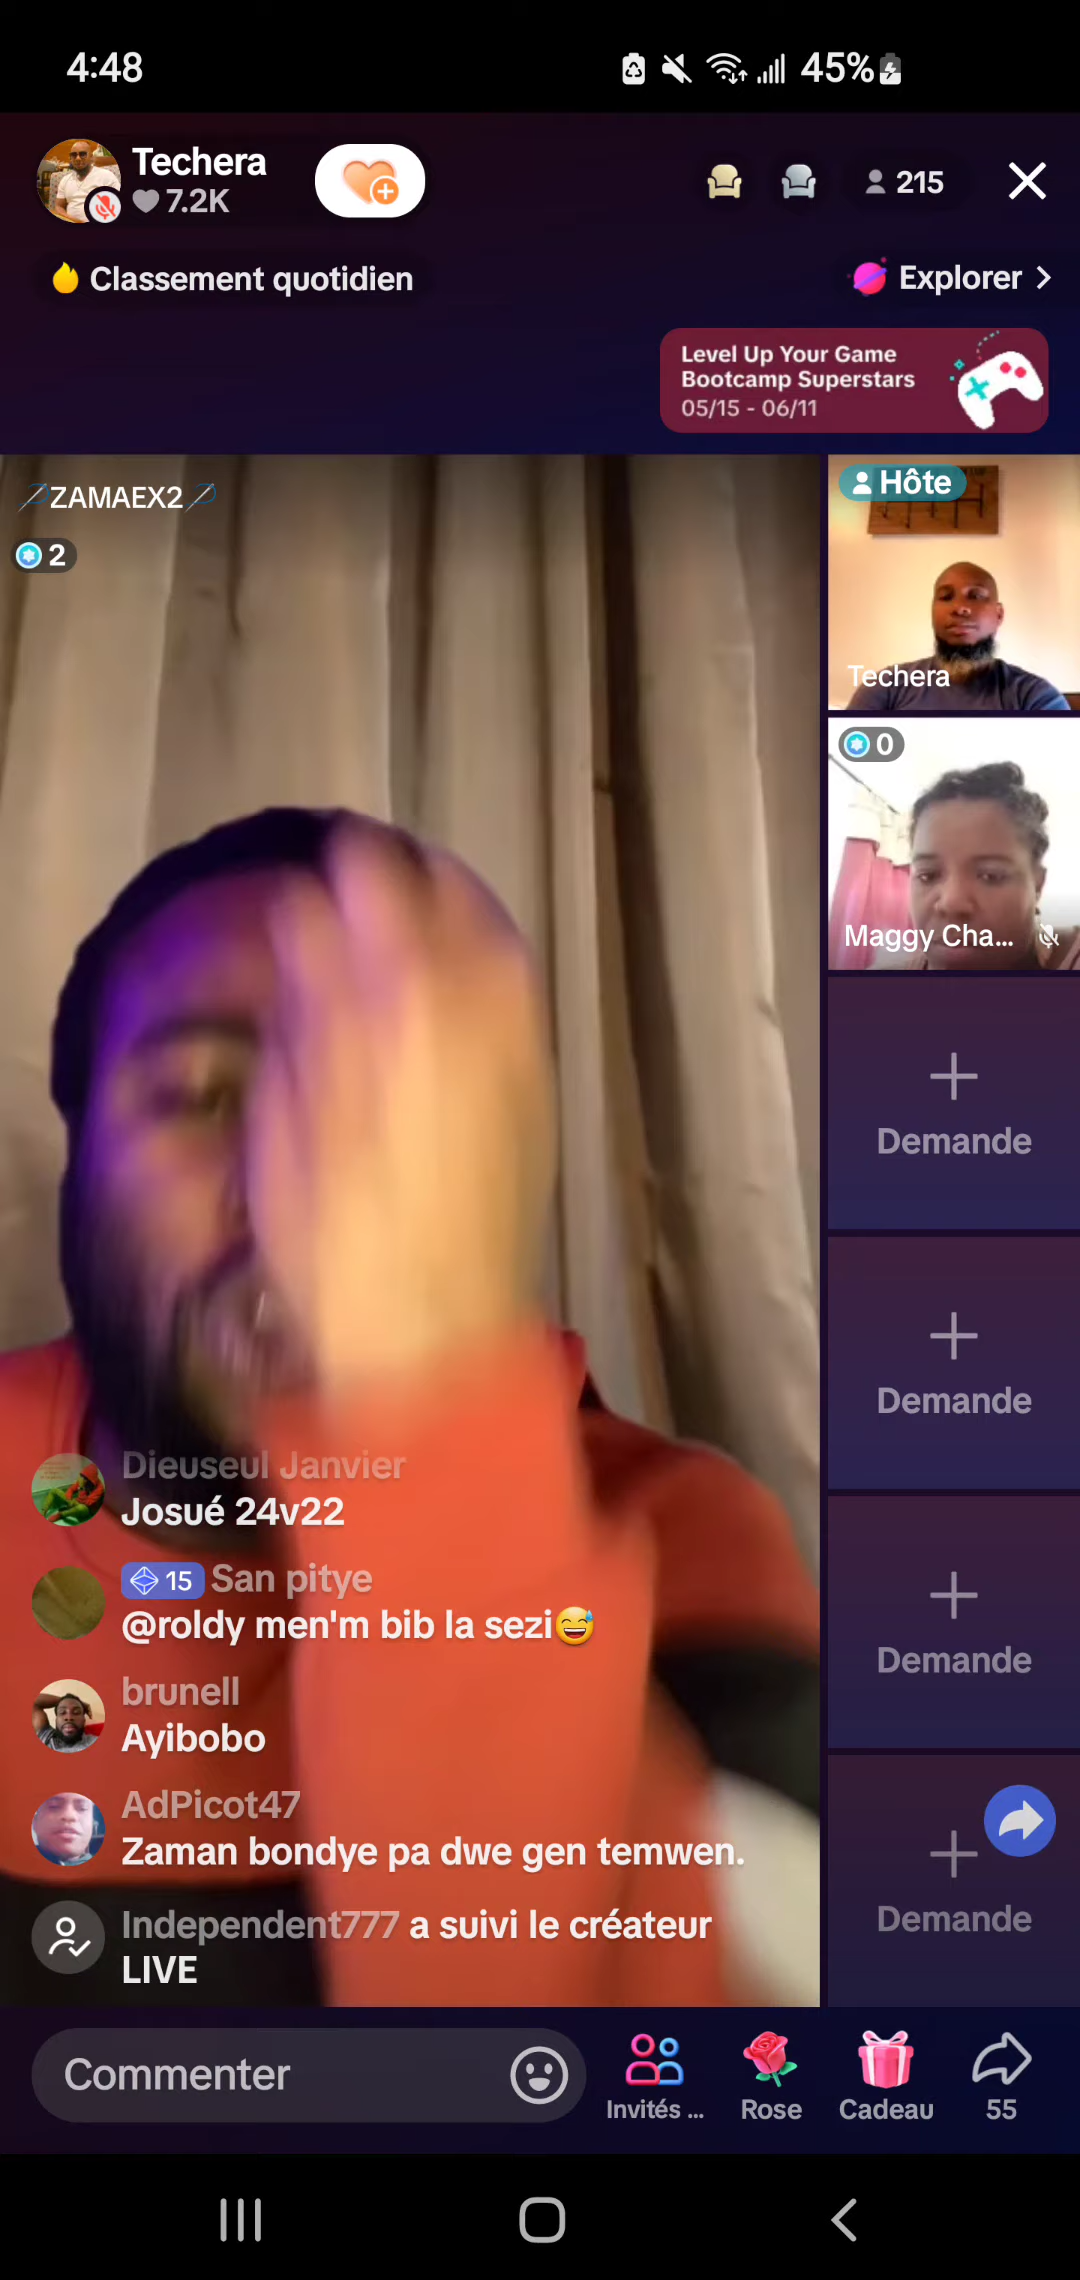 4:48
45%
Techera
7.2K
215
Classement quotidien
Explorer
Level Up Your Game
Bootcamp Superstars
05/15 - 06/11
ZAMAEX2
2
Hôte
Techera
0
Maggy Cha...
Demande
Demande
Demande
Demande
Dieuseul Janvier
Josué 24v22
15 San pitye
@roldy men'm bib la sezi😅
brunell
Ayibobo
AdPicot47
Zaman bondye pa dwe gen temwen.
Independent777 a suivi le créateur
LIVE
Commenter
Invités ...
Rose
Cadeau
55